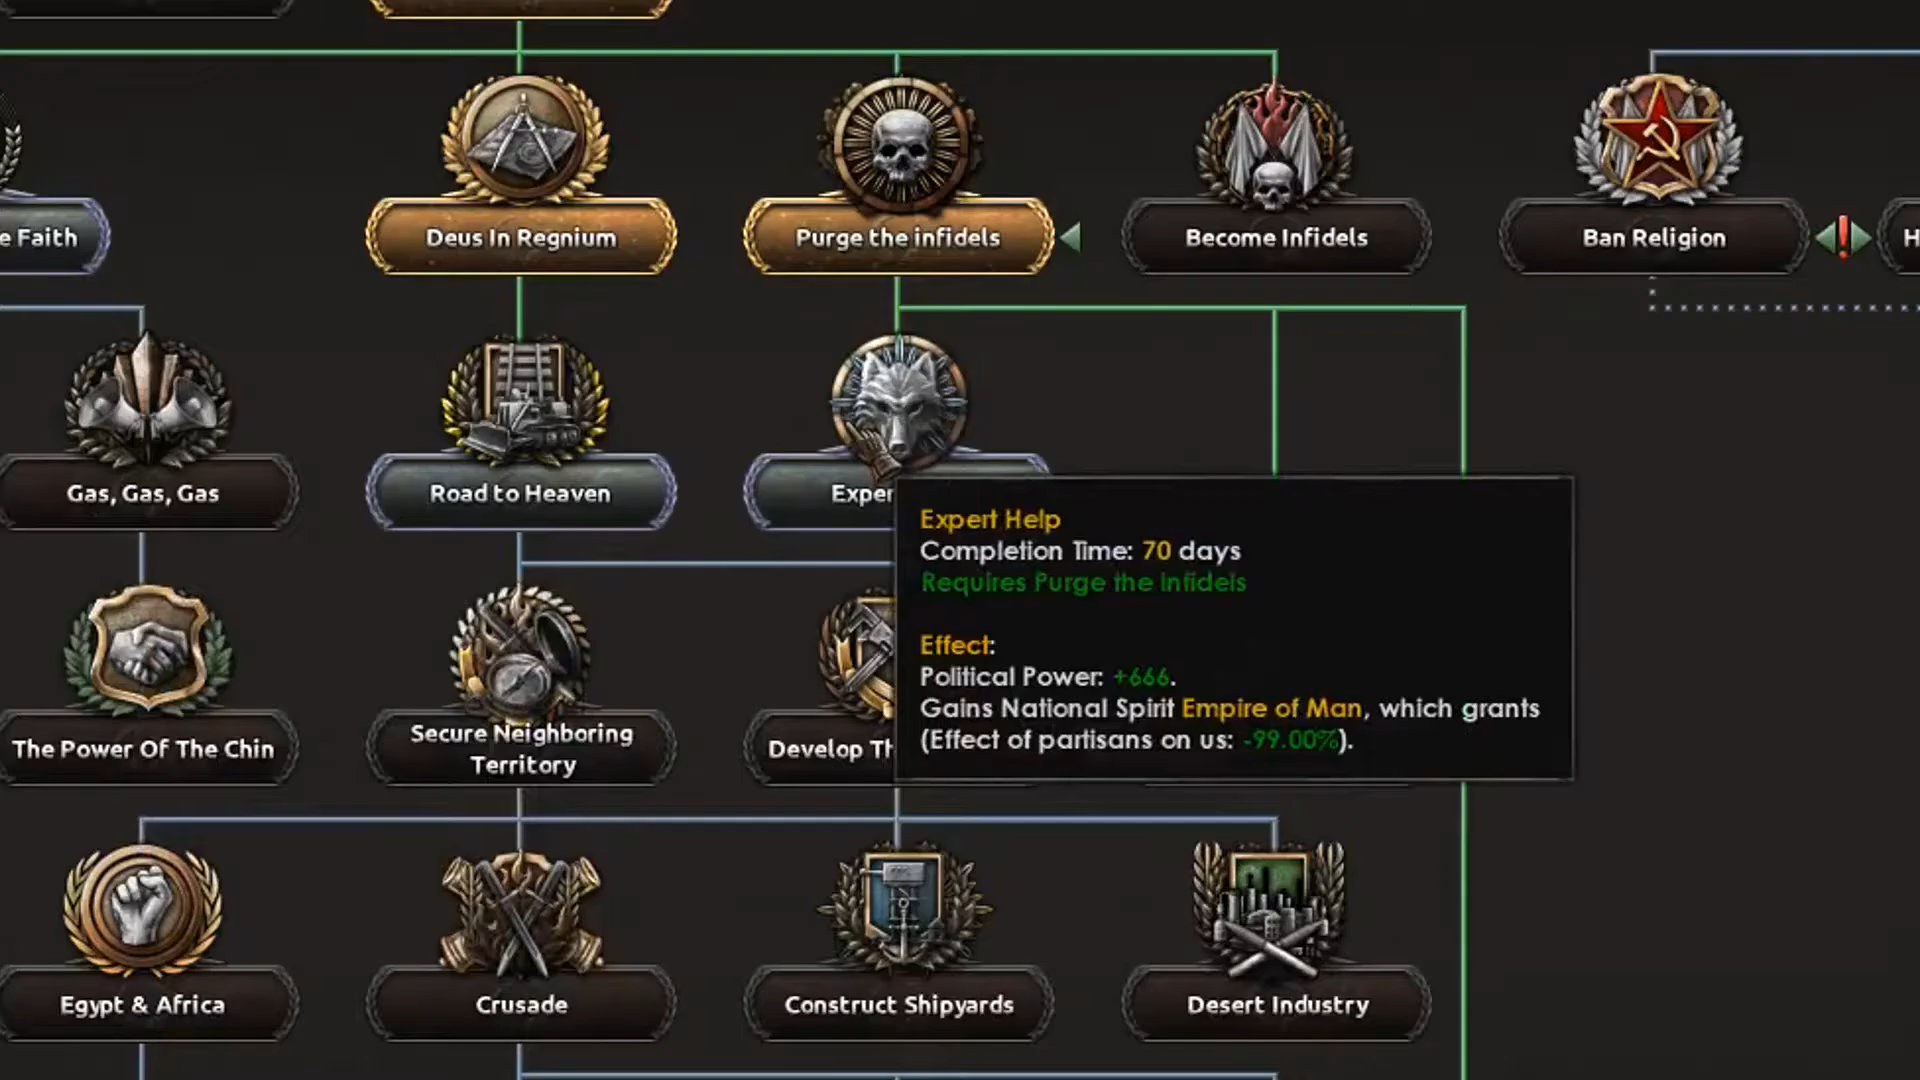 e Faith
Deus In Regnium
Purge the infidels
Become Infidels
Ban Religion
H
Gas, Gas, Gas
Road to Heaven
Exper
Expert Help
Completion Time: 70 days
Requires Purge the infidels
Effect:
Political Power: +666.
Gains National Spirit Empire of Man, which grants
(Effect of partisans on us: -99.00%).
The Power Of The Chin
Secure Neighboring
Territory
Develop Th
Egypt & Africa
Crusade
Construct Shipyards
Desert Industry